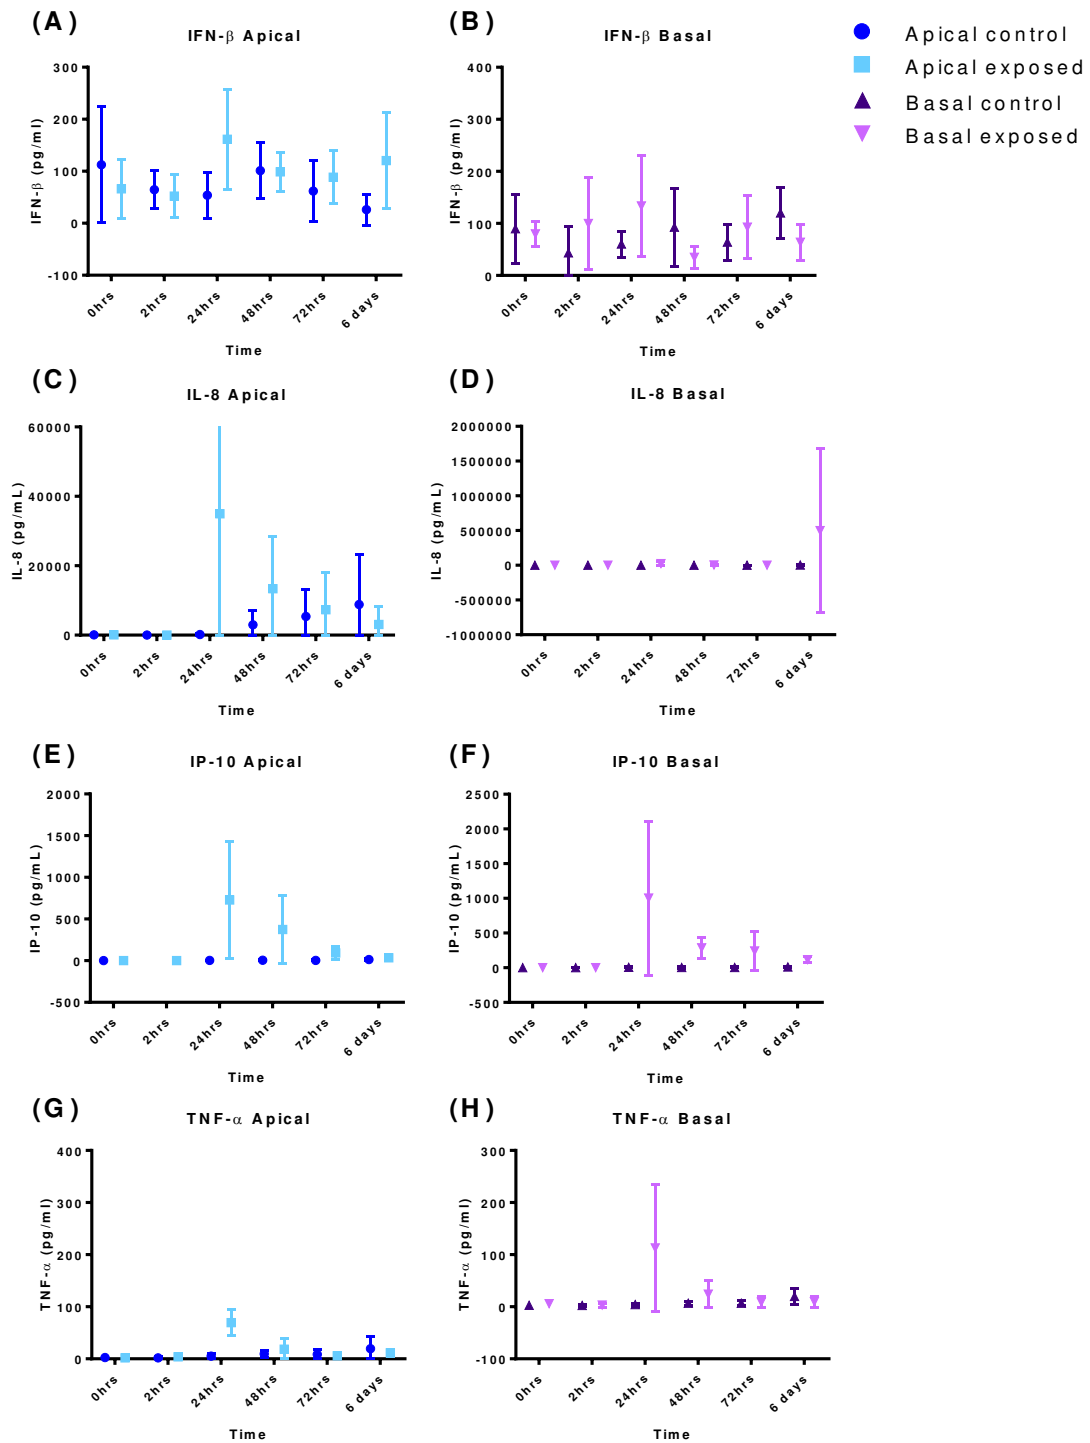 (A)
IFN-β Apical
IFN-β (pg/ml)
300
200
100
0
-100
0hrs
2hrs
24hrs
48hrs
72hrs
6 days
Time
(B)
IFN-β Basal
IFN-β (pg/ml)
400
300
200
100
0
0hrs
2hrs
24hrs
48hrs
72hrs
6 days
Time
Apical control
Apical exposed
Basal control
Basal exposed
(C)
IL-8 Apical
IL-8 (pg/mL)
60000
40000
20000
0
0hrs
2hrs
24hrs
48hrs
72hrs
6 days
Time
(D)
IL-8 Basal
IL-8 (pg/mL)
2000000
1500000
1000000
500000
0
-500000
-1000000
0hrs
2hrs
24hrs
48hrs
72hrs
6 days
Time
(E)
IP-10 Apical
IP-10 (pg/mL)
2000
1500
1000
500
0
-500
0hrs
2hrs
24hrs
48hrs
72hrs
6 days
Time
(F)
IP-10 Basal
IP-10 (pg/mL)
2500
2000
1500
1000
500
0
-500
0hrs
2hrs
24hrs
48hrs
72hrs
6 days
Time
(G)
TNF-α Apical
TNF-α (pg/ml)
400
300
200
100
0
0hrs
2hrs
24hrs
48hrs
72hrs
6 days
Time
(H)
TNF-α Basal
TNF-α (pg/ml)
300
200
100
0
-100
0hrs
2hrs
24hrs
48hrs
72hrs
6 days
Time